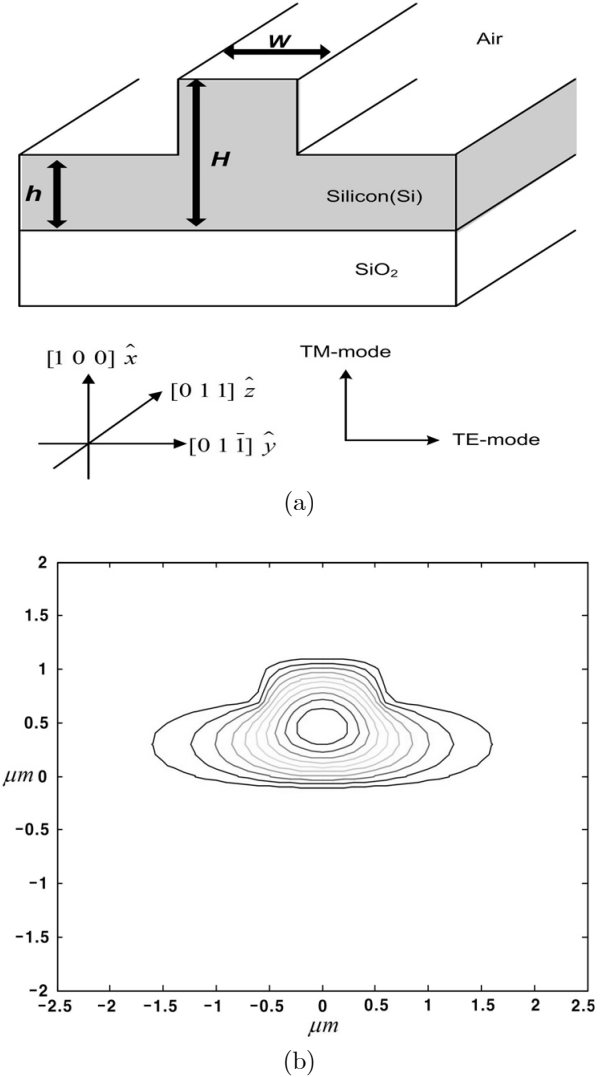 W
Air
h
H
Silicon(Si)
SiO₂
[1 0 0] x̂
TM-mode
[0 1 1] ẑ
[0 1 1̄] ŷ
TE-mode
(a)
2
1.5
1
0.5
μm 0
−0.5
−1
−1.5
−2
−2.5 −2 −1.5 −1 −0.5 0 0.5 1 1.5 2 2.5
μm
(b)